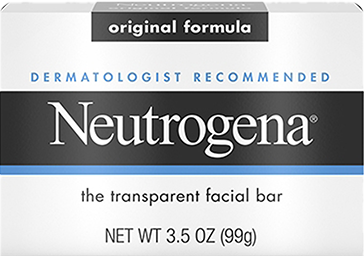 original formula
DERMATOLOGIST RECOMMENDED
Neutrogena®
the transparent facial bar
NET WT 3.5 OZ (99g)